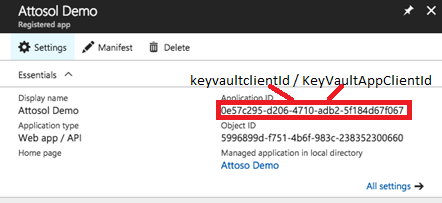 Attosol Demo
Registered app
Settings Manifest Delete
Essentials
keyvaultclientId / KeyVaultAppClientId
Display name Application ID
Attosol Demo 0e57c295-d206-4710-adb2-5f184d67f067
Application type Object ID
Web app / API 5996899d-f751-4b6f-983c-238352300660
Home page Managed application in local directory
Attoso Demo
All settings →